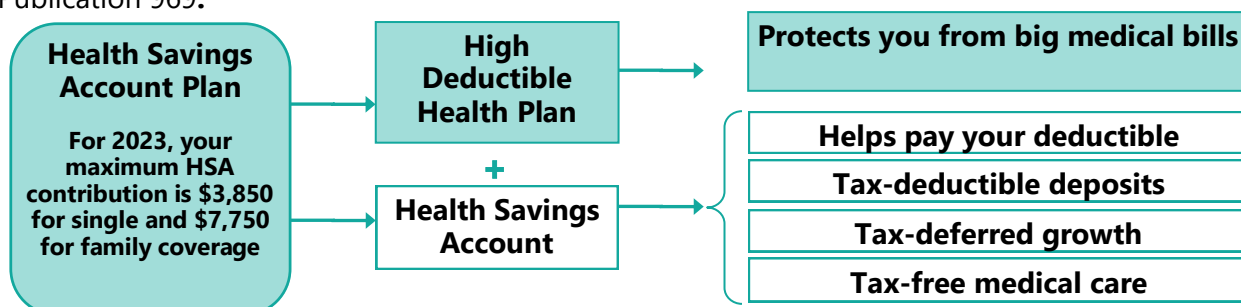 Publication 969.
Health Savings
Account Plan
For 2023, your
maximum HSA
contribution is $3,850
for single and $7,750
for family coverage
High
Deductible
Health Plan
+
Health Savings
Account
Protects you from big medical bills
Helps pay your deductible
Tax-deductible deposits
Tax-deferred growth
Tax-free medical care